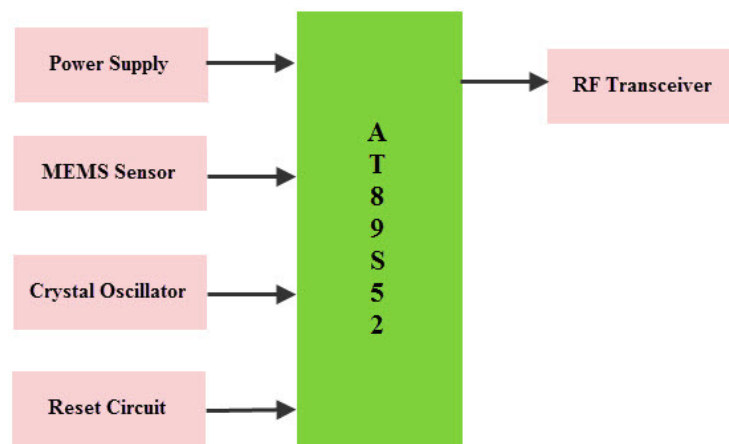 Power Supply
MEMS Sensor
Crystal Oscillator
Reset Circuit
A
T
8
9
S
5
2
RF Transceiver